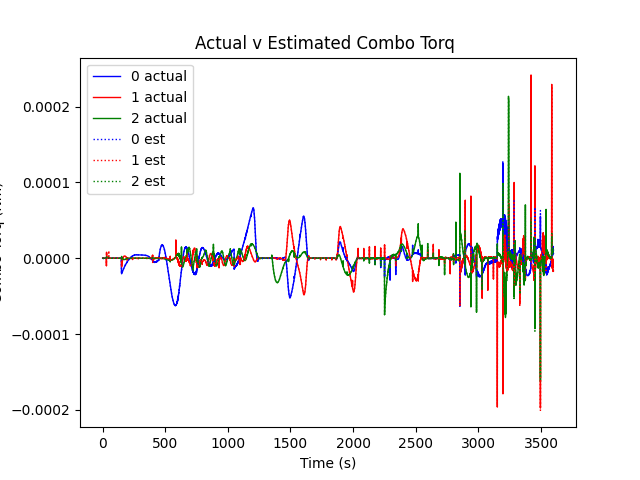 Actual v Estimated Combo Torq
0 actual
1 actual
2 actual
0 est
1 est
2 est
0.0002
0.0001
0.0000
−0.0001
−0.0002
0
500
1000
1500
2000
2500
3000
3500
Time (s)